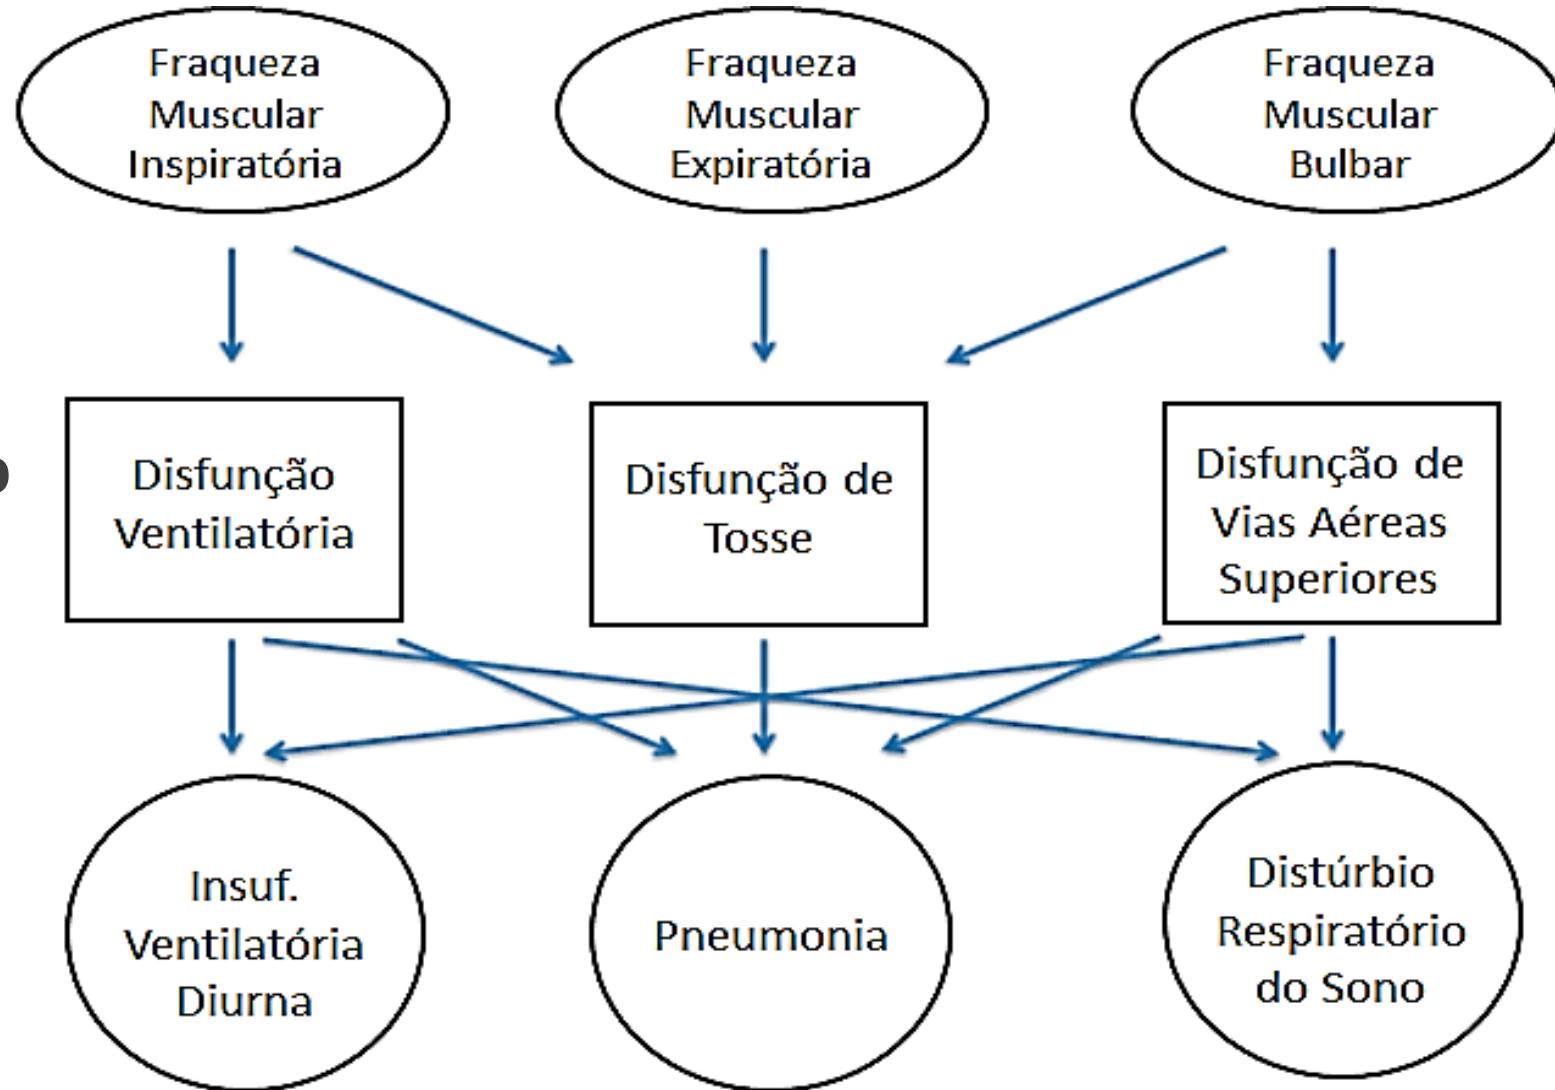 Fraqueza
Muscular
Inspiratória
Fraqueza
Muscular
Expiratória
Fraqueza
Muscular
Bulbar
Disfunção
Ventilatória
Disfunção de
Tosse
Disfunção de
Vias Aéreas
Superiores
Insuf.
Ventilatória
Diurna
Pneumonia
Distúrbio
Respiratório
do Sono